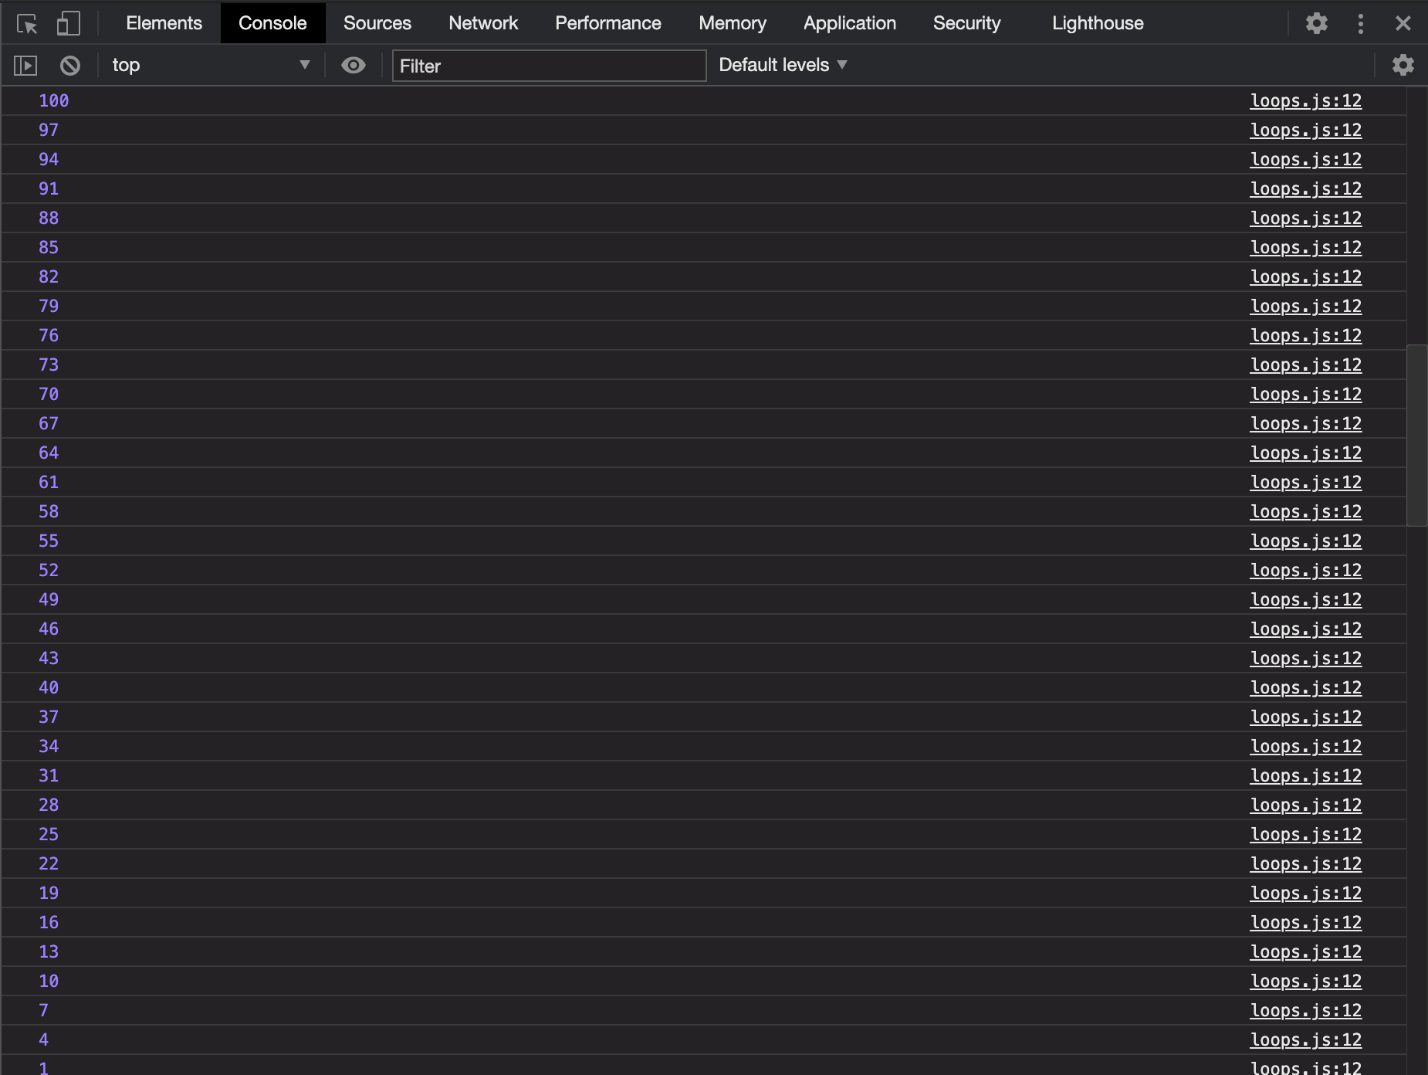 Elements Console Sources Network Performance Memory Application Security Lighthouse
top Filter Default levels
100 loops.js:12
97 loops.js:12
94 loops.js:12
91 loops.js:12
88 loops.js:12
85 loops.js:12
82 loops.js:12
79 loops.js:12
76 loops.js:12
73 loops.js:12
70 loops.js:12
67 loops.js:12
64 loops.js:12
61 loops.js:12
58 loops.js:12
55 loops.js:12
52 loops.js:12
49 loops.js:12
46 loops.js:12
43 loops.js:12
40 loops.js:12
37 loops.js:12
34 loops.js:12
31 loops.js:12
28 loops.js:12
25 loops.js:12
22 loops.js:12
19 loops.js:12
16 loops.js:12
13 loops.js:12
10 loops.js:12
7 loops.js:12
4 loops.js:12
1 loops.js:12